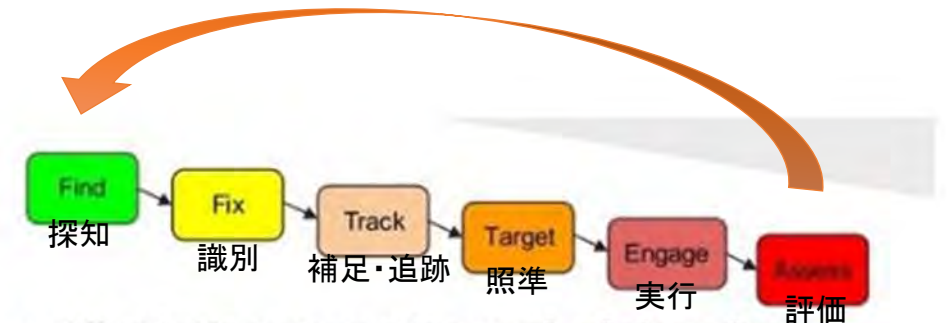 Find
探知
Fix
識別
Track
補足・追跡
Target
照準
Engage
実行
Assess
評価